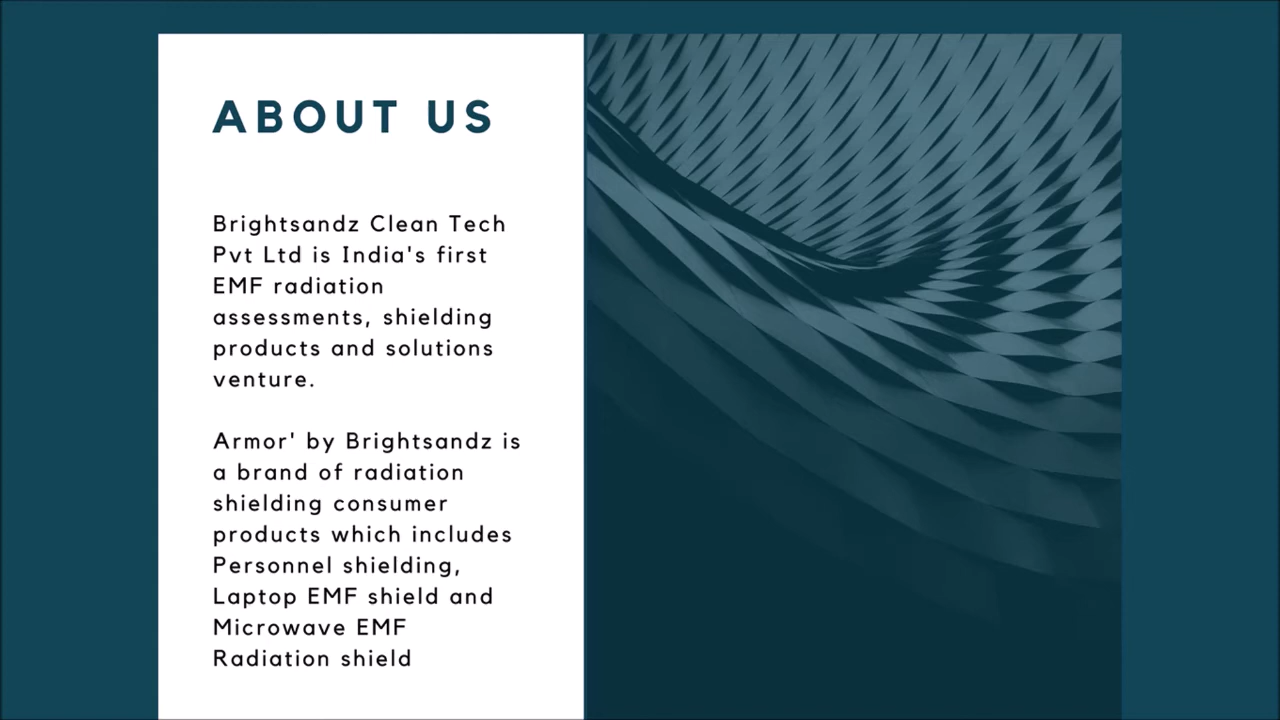 ABOUT US
Brightsandz Clean Tech
Pvt Ltd is India's first
EMF radiation
assessments, shielding
products and solutions
venture.
Armor' by Brightsandz is
a brand of radiation
shielding consumer
products which includes
Personnel shielding,
Laptop EMF shield and
Microwave EMF
Radiation shield